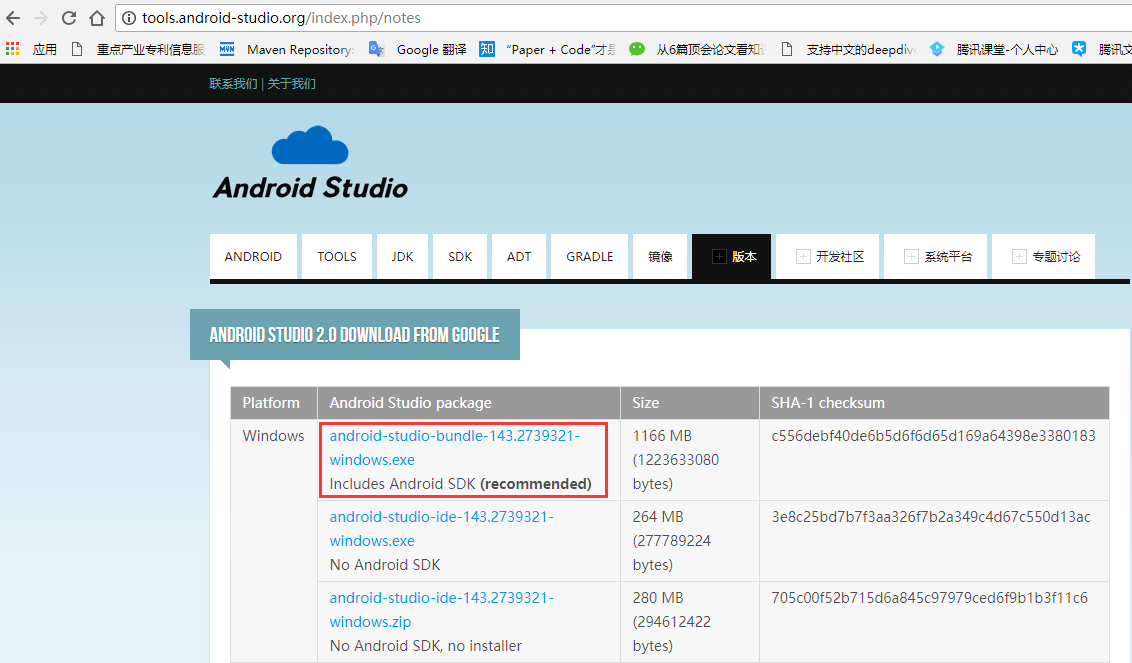 tools.android-studio.org/index.php/notes
应用 重点产业专利信息服 Maven Repository: Google 翻译 知 “Paper + Code”才是 从6篇顶会论文看知识 支持中文的deepdive 腾讯课堂-个人中心 腾讯文
联系我们 | 关于我们
Android Studio
ANDROID TOOLS JDK SDK ADT GRADLE 镜像 版本 开发社区 系统平台 专题讨论
ANDROID STUDIO 2.0 DOWNLOAD FROM GOOGLE
Platform Android Studio package Size SHA-1 checksum
Windows android-studio-bundle-143.2739321- 1166 MB c556debf40de6b5d6f6d65d169a64398e3380183
windows.exe (1223633080
Includes Android SDK (recommended) bytes)
android-studio-ide-143.2739321- 264 MB 3e8c25bd7b7f3aa326f7b2a349c4d67c550d13ac
windows.exe (277789224
No Android SDK bytes)
android-studio-ide-143.2739321- 280 MB 705c00f52b715d6a845c97979ced6f9b1b3f11c6
windows.zip (294612422
No Android SDK, no installer bytes)